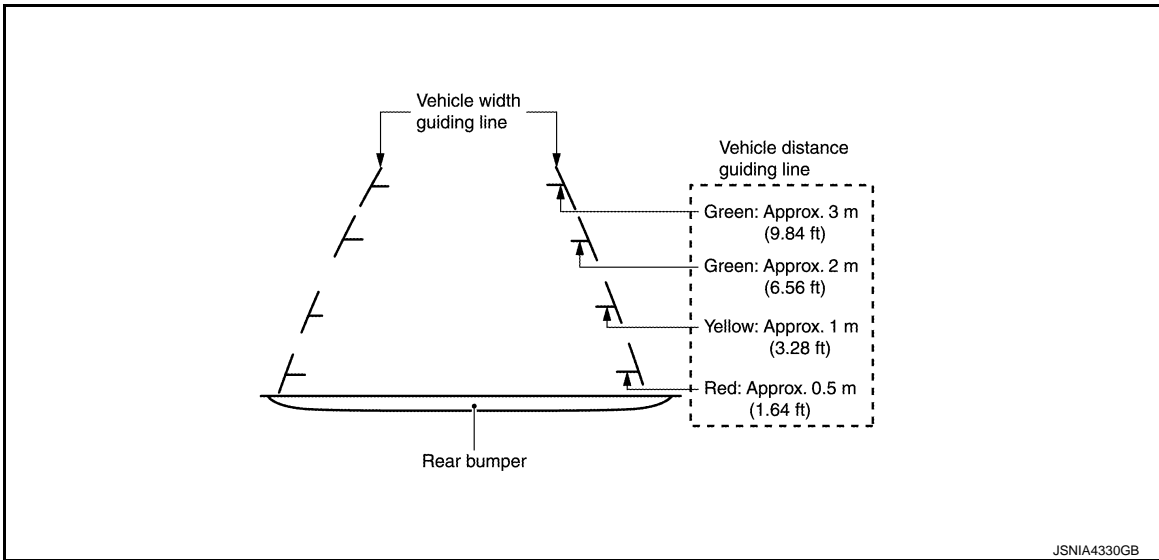 Vehicle width
guiding line
Vehicle distance
guiding line
Green: Approx. 3 m
(9.84 ft)
Green: Approx. 2 m
(6.56 ft)
Yellow: Approx. 1 m
(3.28 ft)
Red: Approx. 0.5 m
(1.64 ft)
Rear bumper
JSNIA4330GB